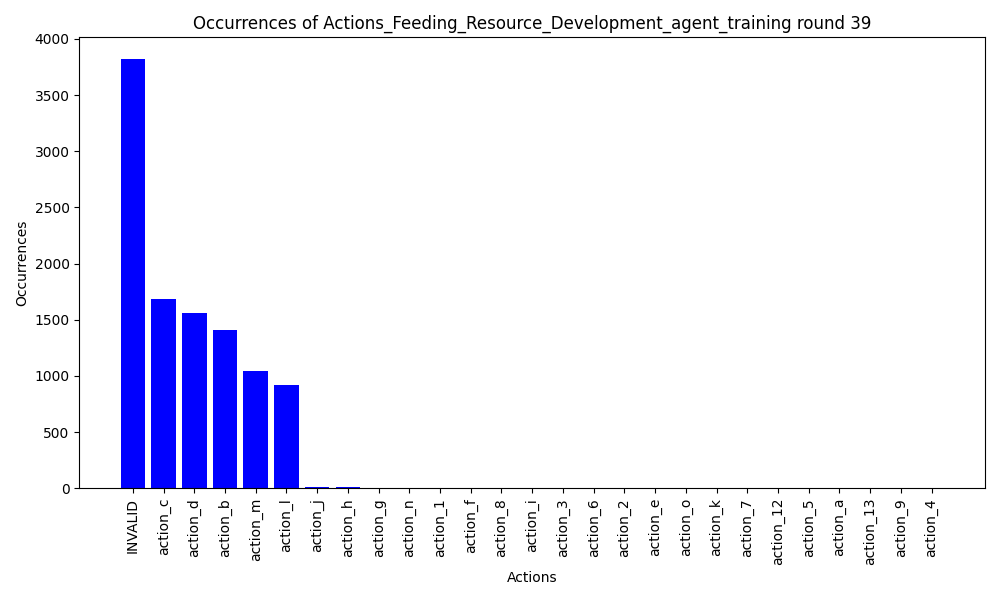 Occurrences of Actions_Feeding_Resource_Development_agent_training round 39
4000
3500
3000
2500
2000
1500
1000
500
0
Occurrences
INVALID
action_c
action_d
action_b
action_m
action_l
action_j
action_h
action_g
action_n
action_1
action_f
action_8
action_i
action_3
action_6
action_2
action_e
action_o
action_k
action_7
action_12
action_5
action_a
action_13
action_9
action_4
Actions